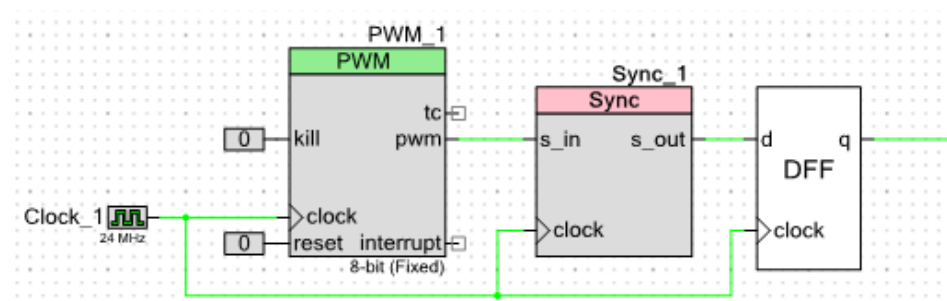 PWM_1
PWM
Sync_1
Sync
tc
0
kill
pwm
s_in
s_out
d
q
DFF
Clock_1
24 MHz
clock
clock
clock
0
reset
interrupt
8-bit (Fixed)